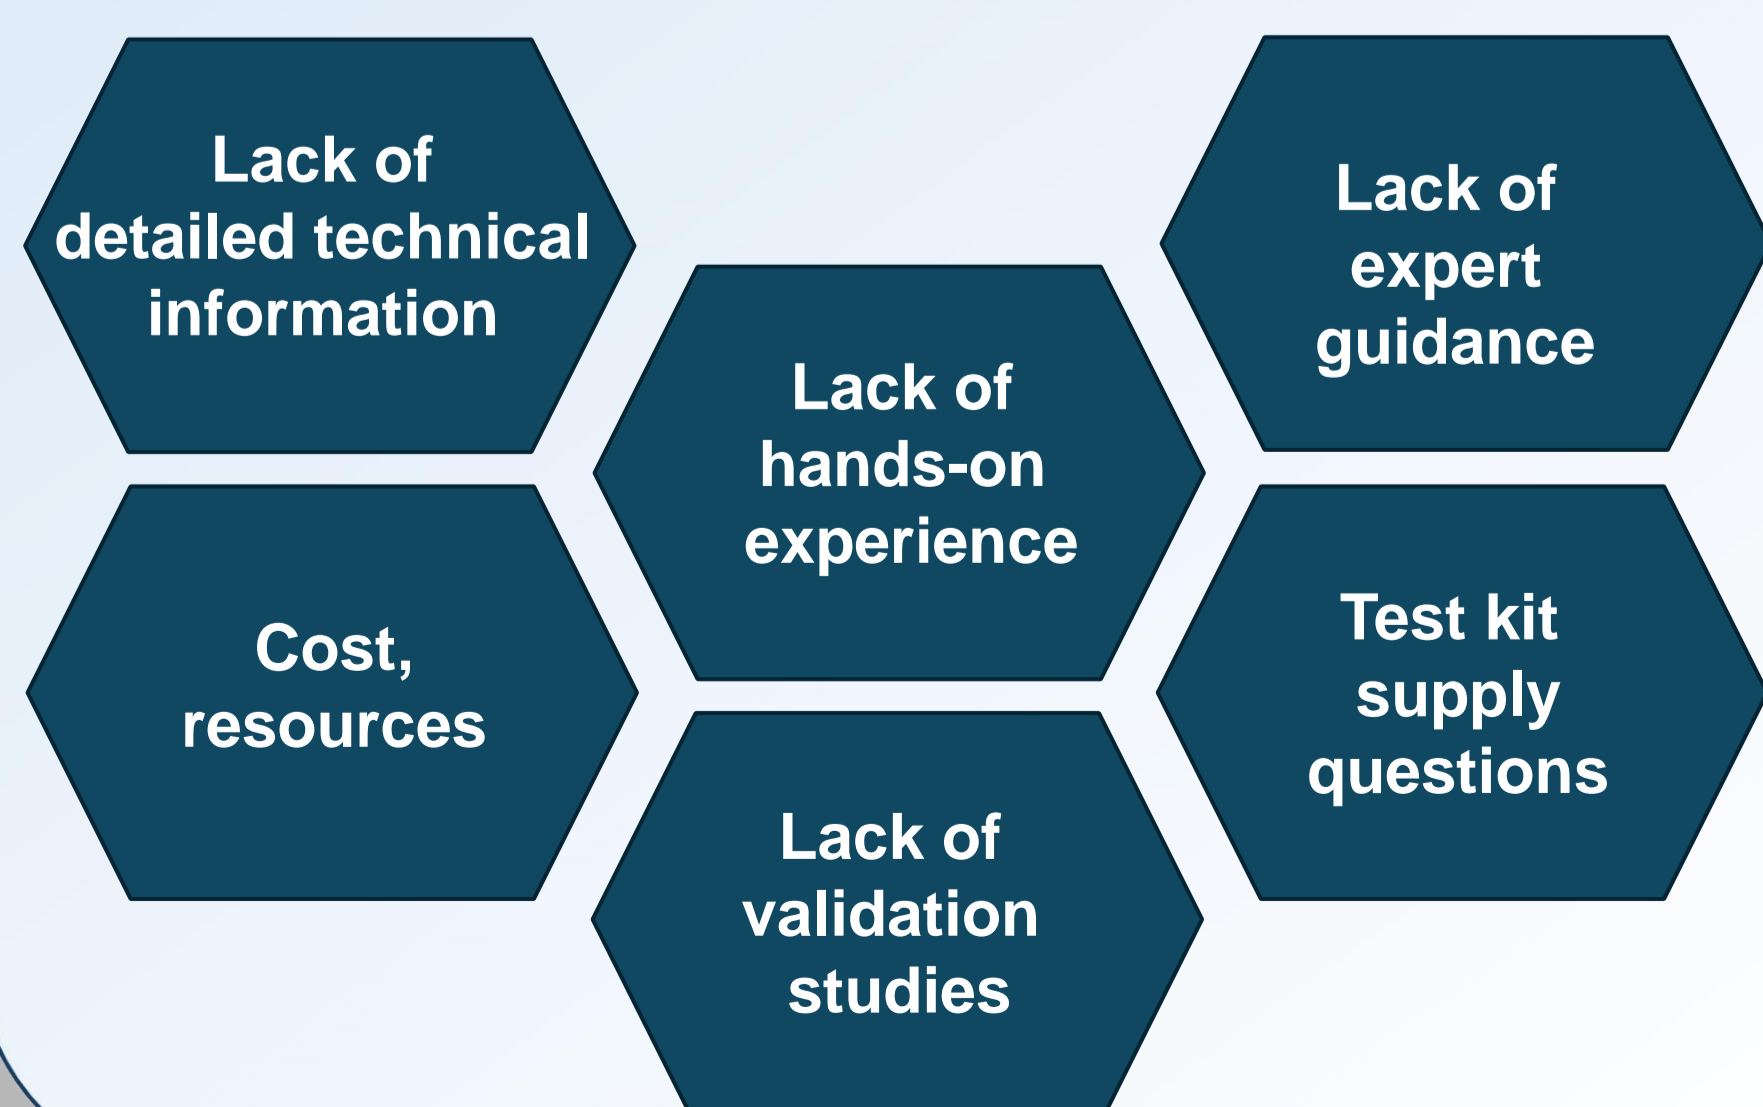 Lack of
detailed technical
information
Lack of
expert
guidance
Lack of
hands-on
experience
Cost,
resources
Test kit
supply
questions
Lack of
validation
studies